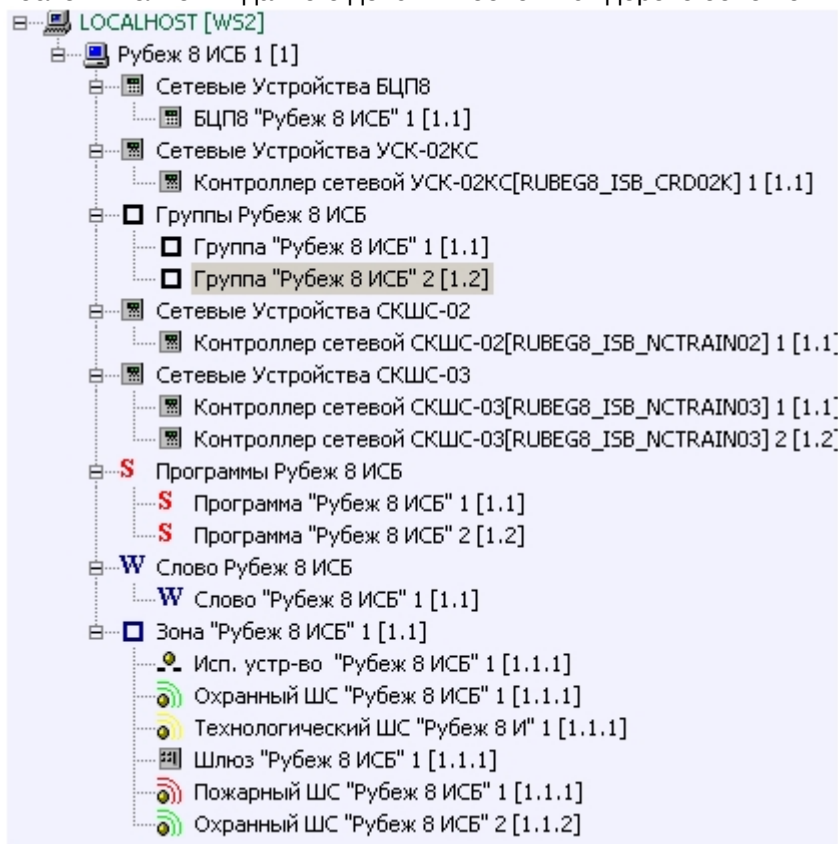 LOCALHOST [WS2]
Рубеж 8 ИСБ 1 [1]
Сетевые Устройства БЦП8
БЦП8 "Рубеж 8 ИСБ" 1 [1.1]
Сетевые Устройства УСК-02КС
Контроллер сетевой УСК-02КС[RUBEG8_ISB_CRD02K] 1 [1.1]
Группы Рубеж 8 ИСБ
Группа "Рубеж 8 ИСБ" 1 [1.1]
Группа "Рубеж 8 ИСБ" 2 [1.2]
Сетевые Устройства СКШС-02
Контроллер сетевой СКШС-02[RUBEG8_ISB_NCTRAIN02] 1 [1.1]
Сетевые Устройства СКШС-03
Контроллер сетевой СКШС-03[RUBEG8_ISB_NCTRAIN03] 1 [1.1]
Контроллер сетевой СКШС-03[RUBEG8_ISB_NCTRAIN03] 2 [1.2]
S Программы Рубеж 8 ИСБ
S Программа "Рубеж 8 ИСБ" 1 [1.1]
S Программа "Рубеж 8 ИСБ" 2 [1.2]
W Слово Рубеж 8 ИСБ
W Слово "Рубеж 8 ИСБ" 1 [1.1]
Зона "Рубеж 8 ИСБ" 1 [1.1]
Исп. устр-во "Рубеж 8 ИСБ" 1 [1.1.1]
Охранный ШС "Рубеж 8 ИСБ" 1 [1.1.1]
Технологический ШС "Рубеж 8 И" 1 [1.1.1]
Шлюз "Рубеж 8 ИСБ" 1 [1.1.1]
Пожарный ШС "Рубеж 8 ИСБ" 1 [1.1.1]
Охранный ШС "Рубеж 8 ИСБ" 2 [1.1.2]